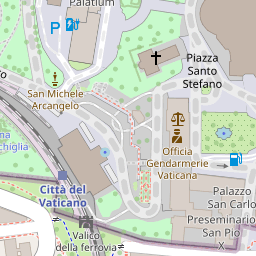 Palatium
P
Piazza
Santo
Stefano
San Michele
Arcangelo
Officia
Gendarmerie
Vaticana
Città del
Vaticano
Palazzo
San Carlo
Preseminario
San Pio
X
Valico
della ferrovia